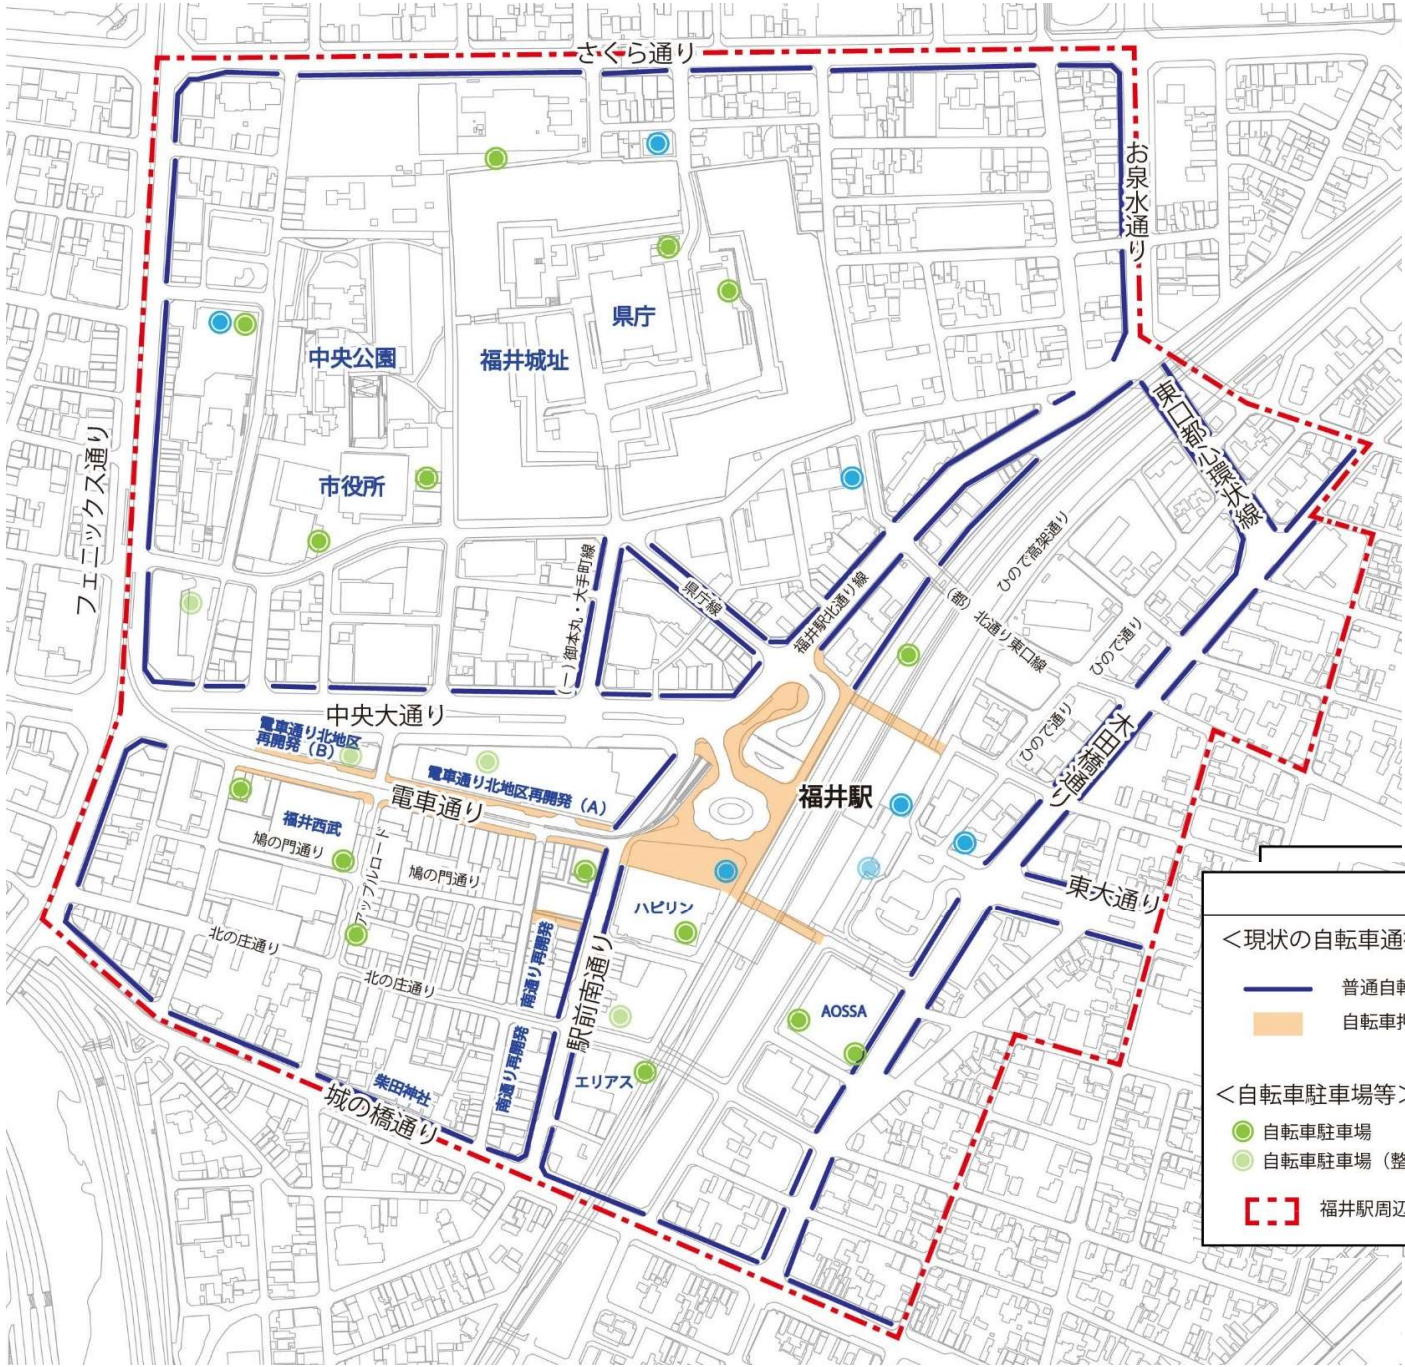 さくら通り
お泉水通り
県庁
中央公園
福井城址
東口都心環状線
フェニックス通り
市役所
(一)御本丸・大手町線
県庁線
福井駅北通り線
ひので高架通り
(都)北通り東口線
ひので通り
ひので通り
木田橋通り
中央大通り
電車通り北地区
再開発(B)
電車通り北地区再開発(A)
電車通り
福井駅
福井西武
鳩の門通り
アップルロード
鳩の門通り
東大通り
ハピリン
北の庄通り
北の庄通り
南通り再開発
駅前南通り
AOSSA
南通り再開発
エリアス
柴田神社
城の橋通り
<現状の自転車通
普通自転
自転車押
<自転車駐車場等>
自転車駐車場
自転車駐車場(整
福井駅周辺